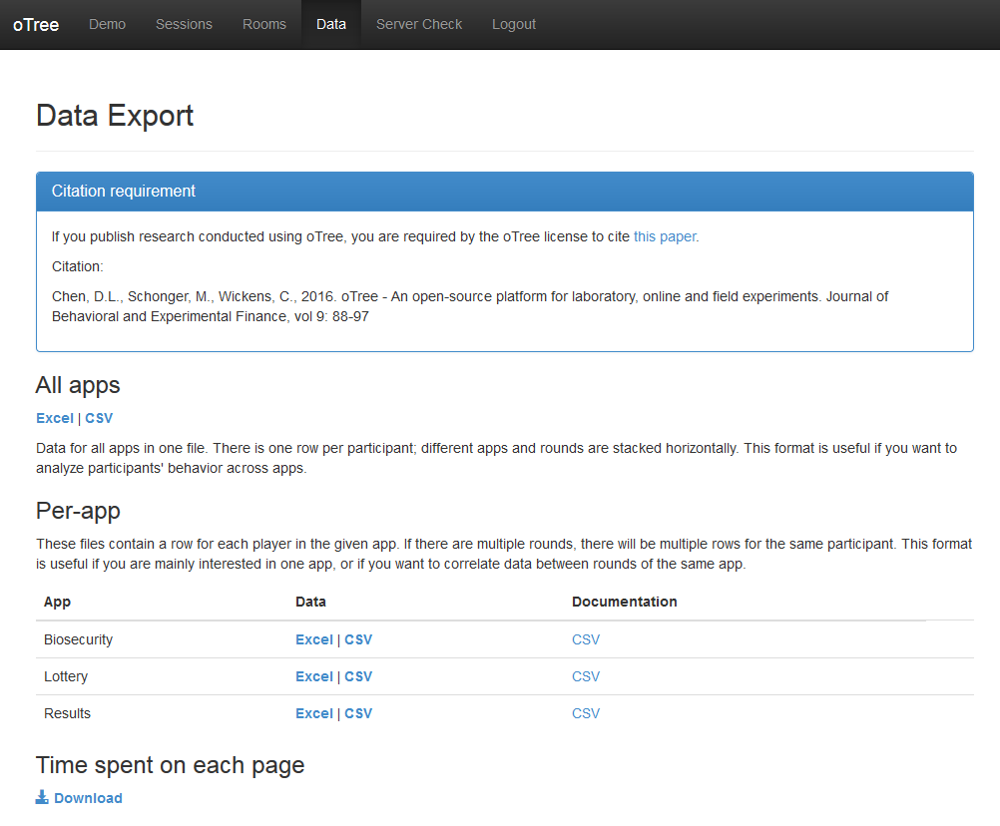 oTree Demo Sessions Rooms Data Server Check Logout
Data Export
Citation requirement
If you publish research conducted using oTree, you are required by the oTree license to cite this paper.
Citation:
Chen, D.L., Schonger, M., Wickens, C., 2016. oTree - An open-source platform for laboratory, online and field experiments. Journal of
Behavioral and Experimental Finance, vol 9: 88-97
All apps
Excel | CSV
Data for all apps in one file. There is one row per participant; different apps and rounds are stacked horizontally. This format is useful if you want to
analyze participants' behavior across apps.
Per-app
These files contain a row for each player in the given app. If there are multiple rounds, there will be multiple rows for the same participant. This format
is useful if you are mainly interested in one app, or if you want to correlate data between rounds of the same app.
App Data Documentation
Biosecurity Excel | CSV CSV
Lottery Excel | CSV CSV
Results Excel | CSV CSV
Time spent on each page
Download